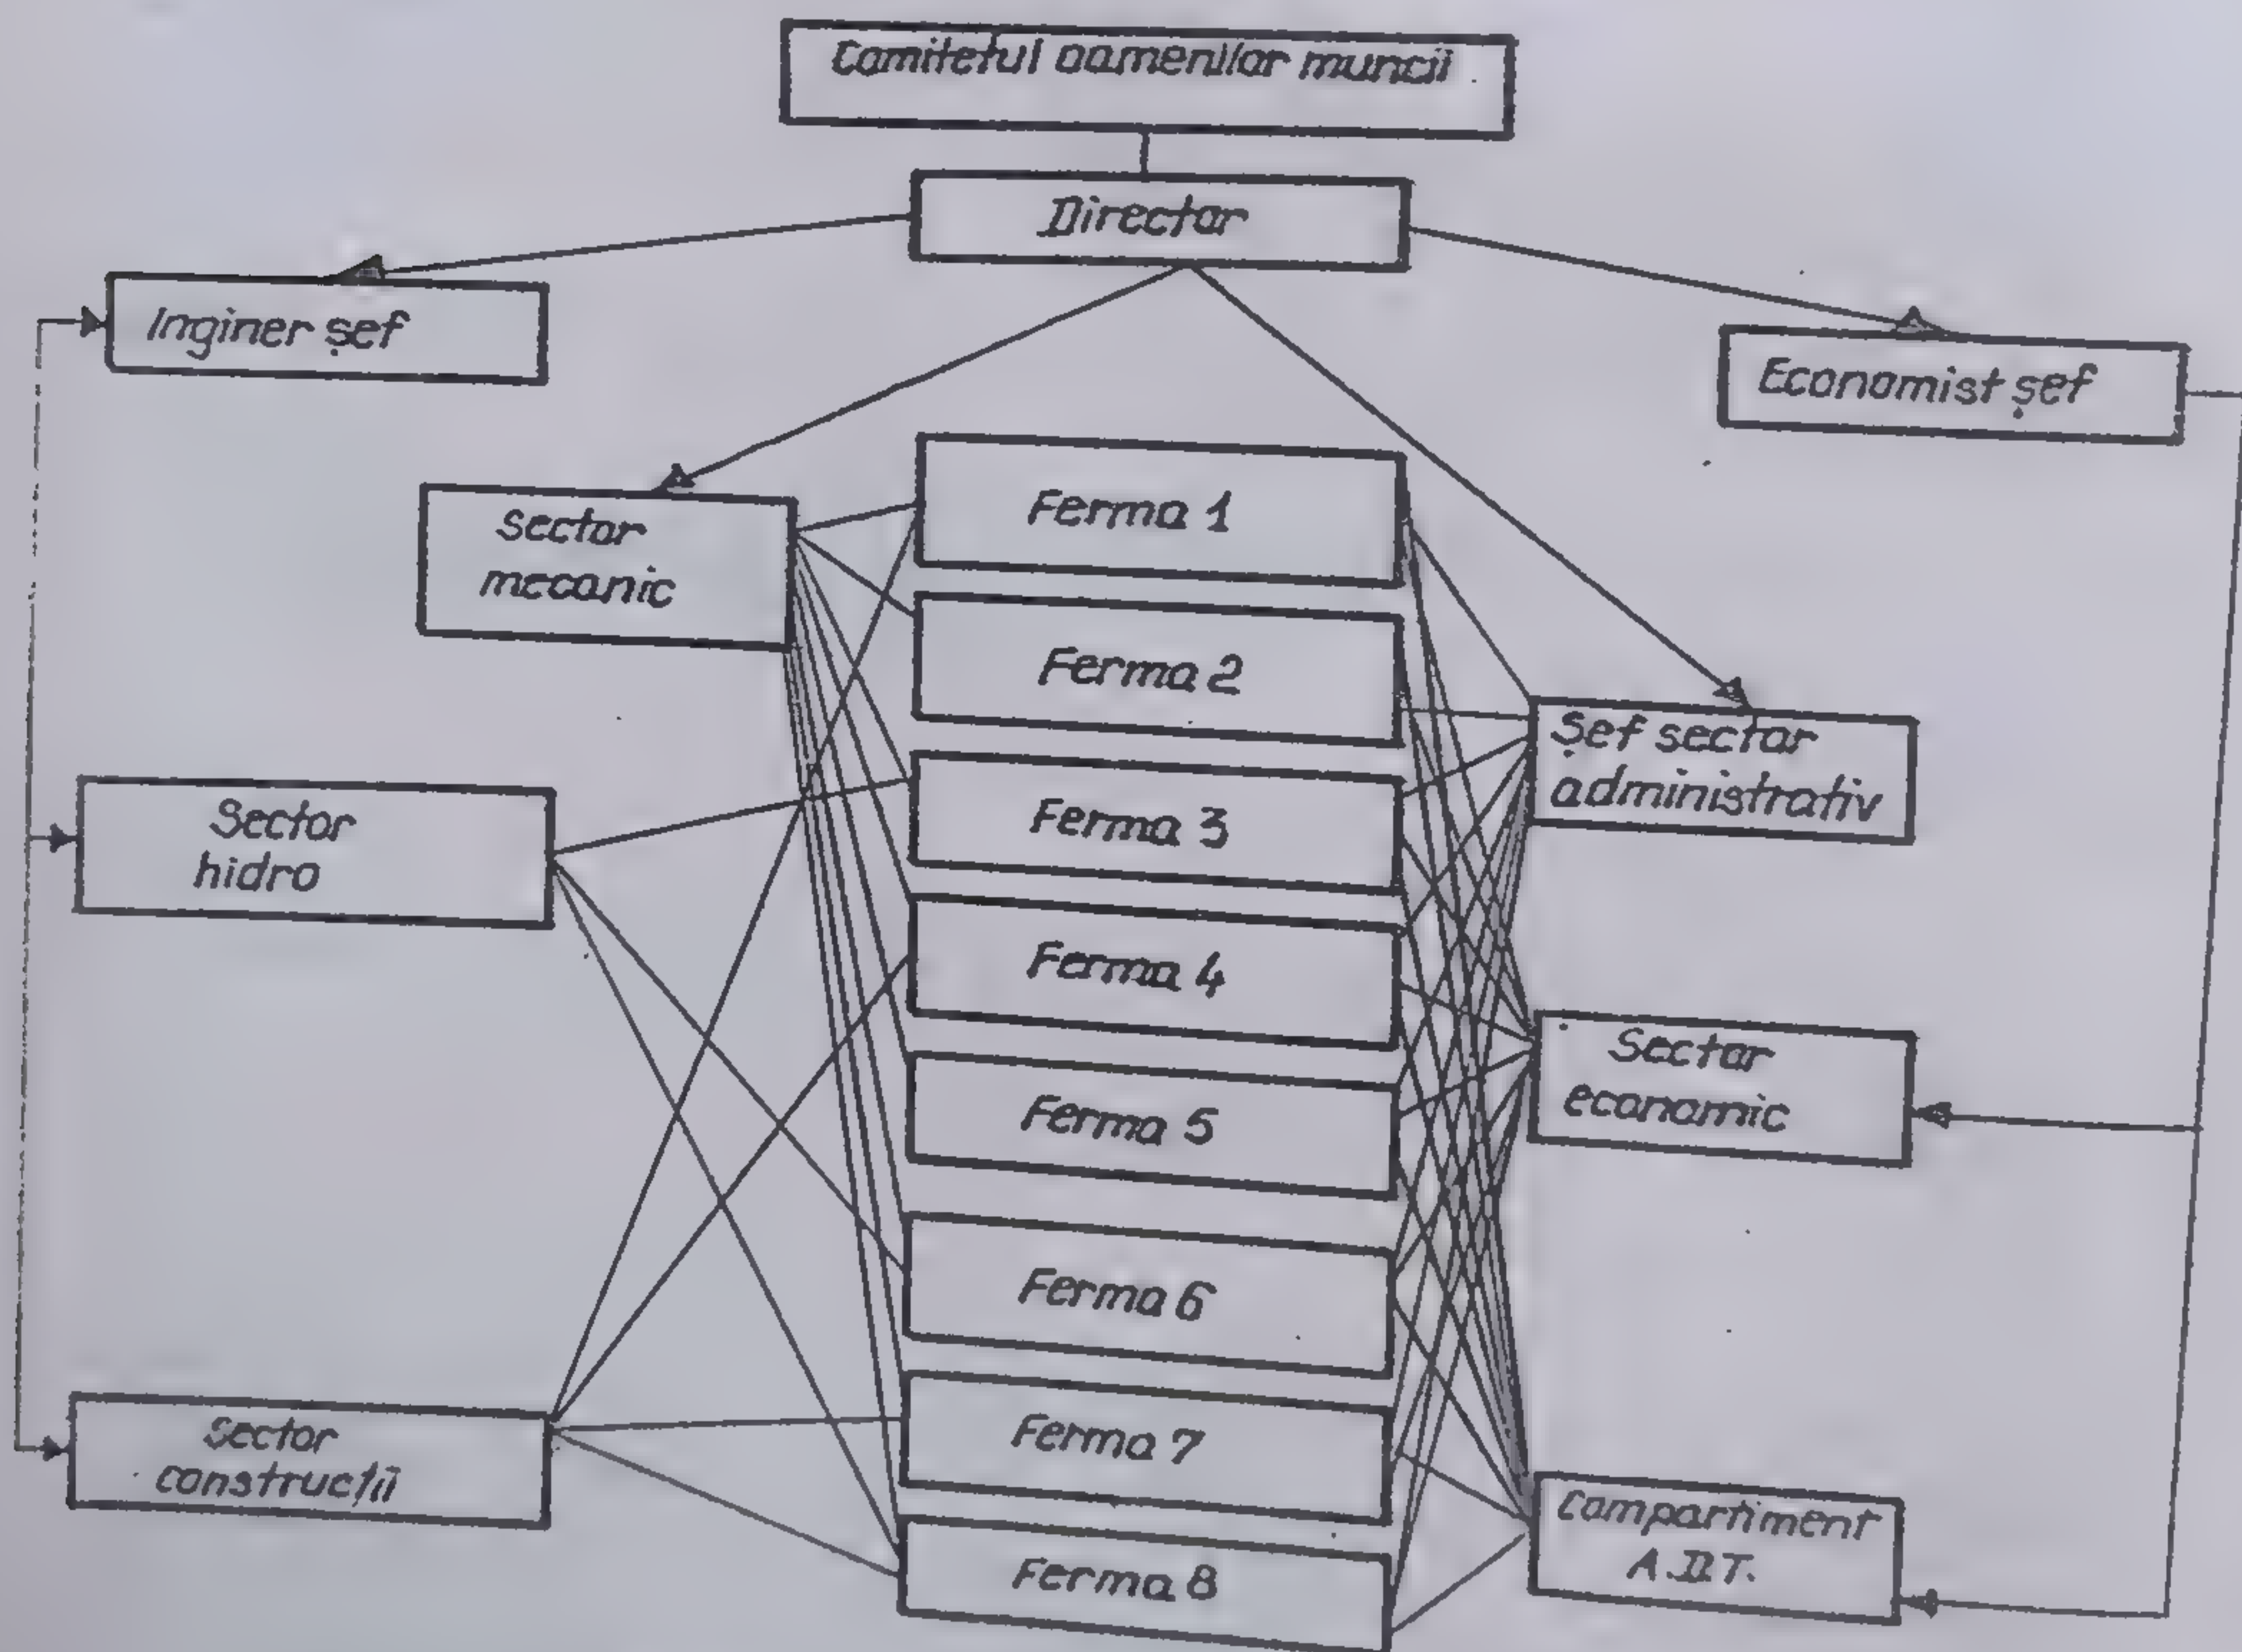 Comitetul oamenilor muncii
Director
Inginer șef
Economist șef
Sector
mecanic
Ferma 1
Ferma 2
Ferma 3
Ferma 4
Ferma 5
Ferma 6
Ferma 7
Ferma 8
Șef sector
administrativ
Sector
hidro
Sector
economic
Sector
construcții
Compartiment
A.D.T.